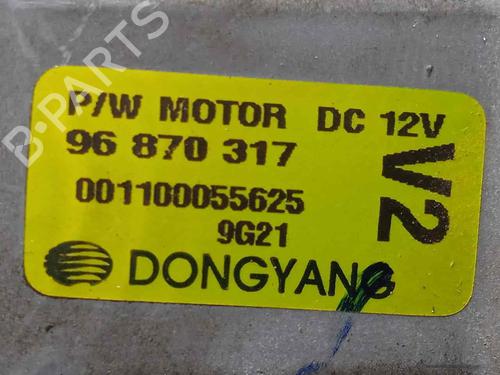 B-PARTS
P/W MOTOR DC 12V
96 870 317
V2
001100055625
9G21
DONGYANG